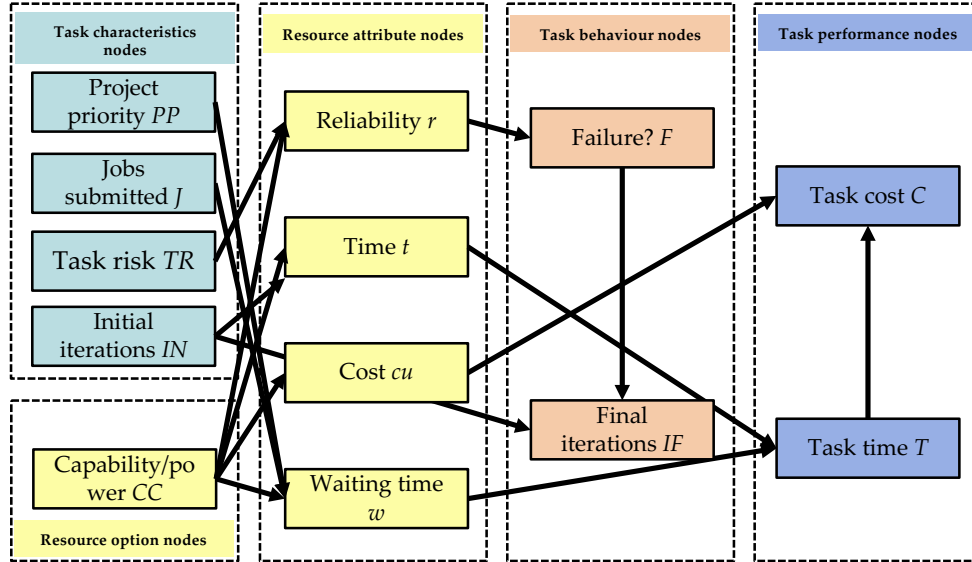 Task characteristics
nodes
Project
priority PP
Jobs
submitted J
Task risk TR
Initial
iterations IN
Capability/po
wer CC
Resource option nodes
Resource attribute nodes
Reliability r
Time t
Cost cu
Waiting time
w
Task behaviour nodes
Failure? F
Final
iterations IF
Task performance nodes
Task cost C
Task time T